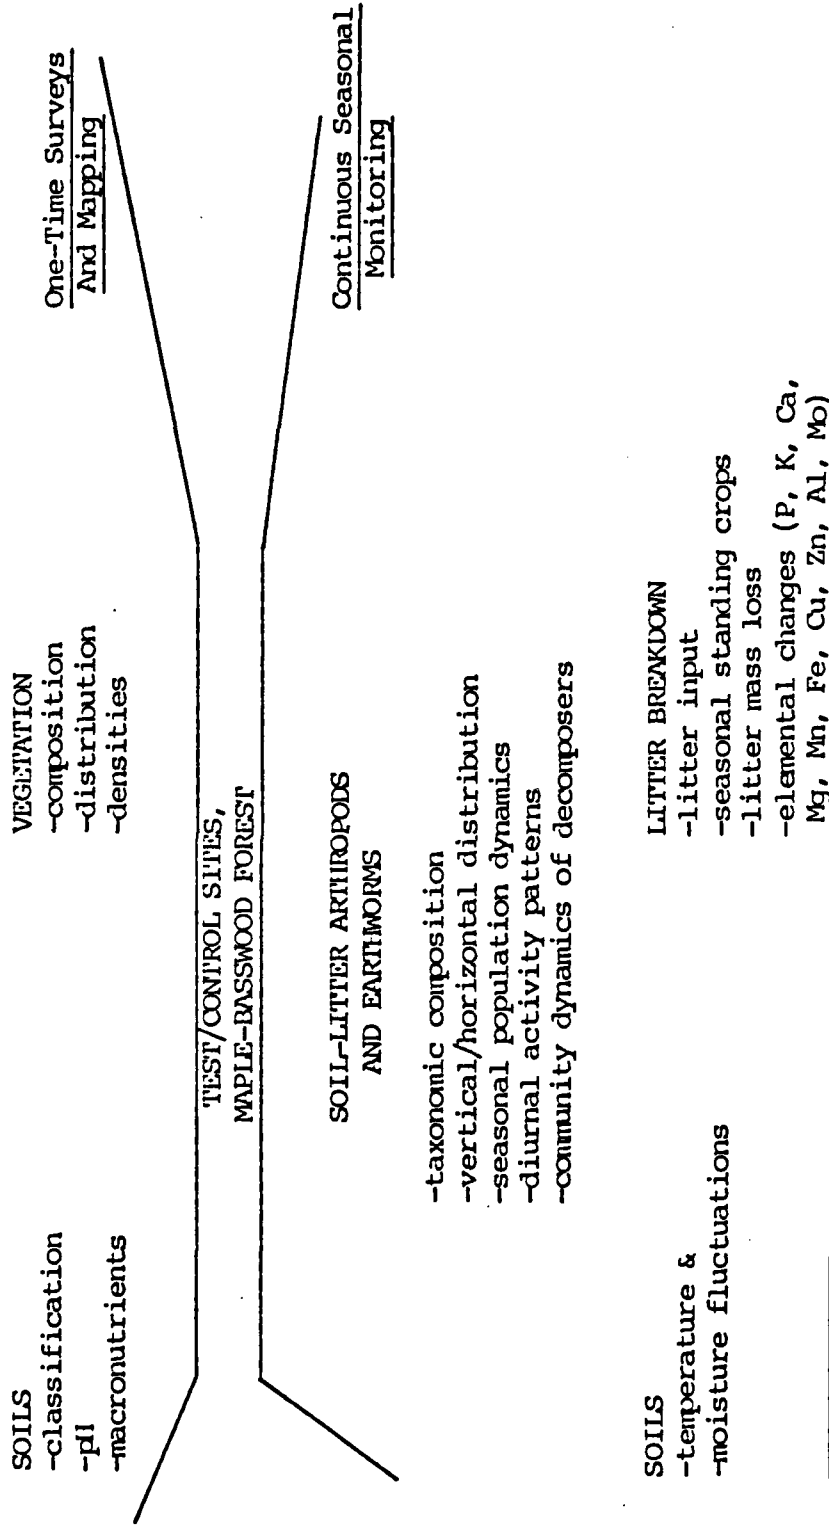 SOILS
-classification
-pH
-macronutrients
VEGETATION
-composition
-distribution
-densities
One-Time Surveys
And Mapping
TEST/CONTROL SITES,
MAPLE-BASSWOOD FOREST
Continuous Seasonal
Monitoring
SOIL-LITTER ARTHROPODS
AND EARTHWORMS
-taxonomic composition
-vertical/horizontal distribution
-seasonal population dynamics
-diurnal activity patterns
-community dynamics of decomposers
SOILS
-temperature &
-moisture fluctuations
LITTER BREAKDOWN
-litter input
-seasonal standing crops
-litter mass loss
-elemental changes (P, K, Ca,
Mg, Mn, Fe, Cu, Zn, Al, Mo)